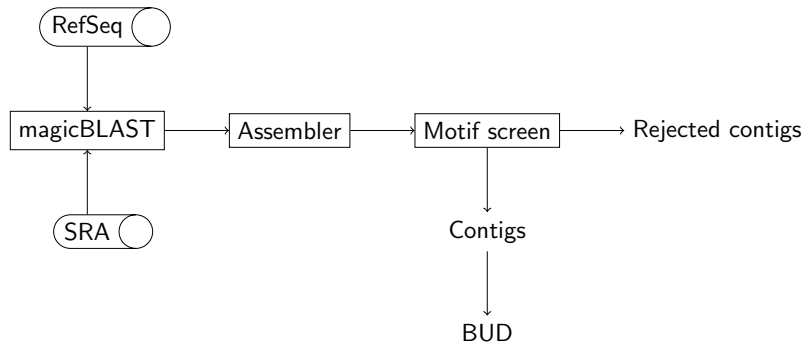 RefSeq
magicBLAST
Assembler
Motif screen
Rejected contigs
SRA
Contigs
BUD